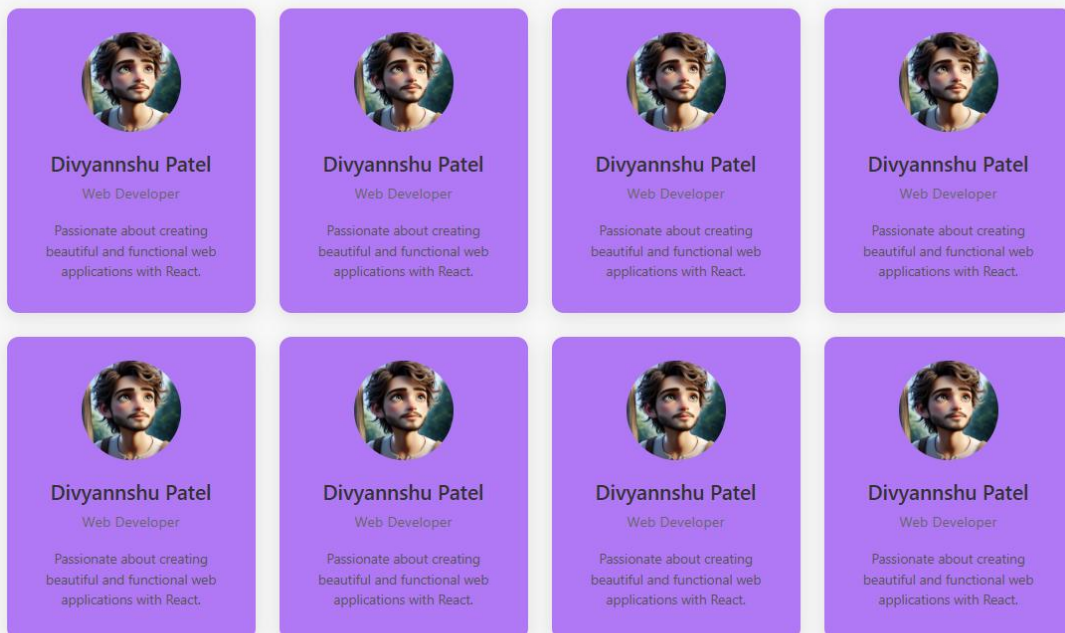 Divyannshu Patel
Web Developer
Passionate about creating
beautiful and functional web
applications with React.
Divyannshu Patel
Web Developer
Passionate about creating
beautiful and functional web
applications with React.
Divyannshu Patel
Web Developer
Passionate about creating
beautiful and functional web
applications with React.
Divyannshu Patel
Web Developer
Passionate about creating
beautiful and functional web
applications with React.
Divyannshu Patel
Web Developer
Passionate about creating
beautiful and functional web
applications with React.
Divyannshu Patel
Web Developer
Passionate about creating
beautiful and functional web
applications with React.
Divyannshu Patel
Web Developer
Passionate about creating
beautiful and functional web
applications with React.
Divyannshu Patel
Web Developer
Passionate about creating
beautiful and functional web
applications with React.